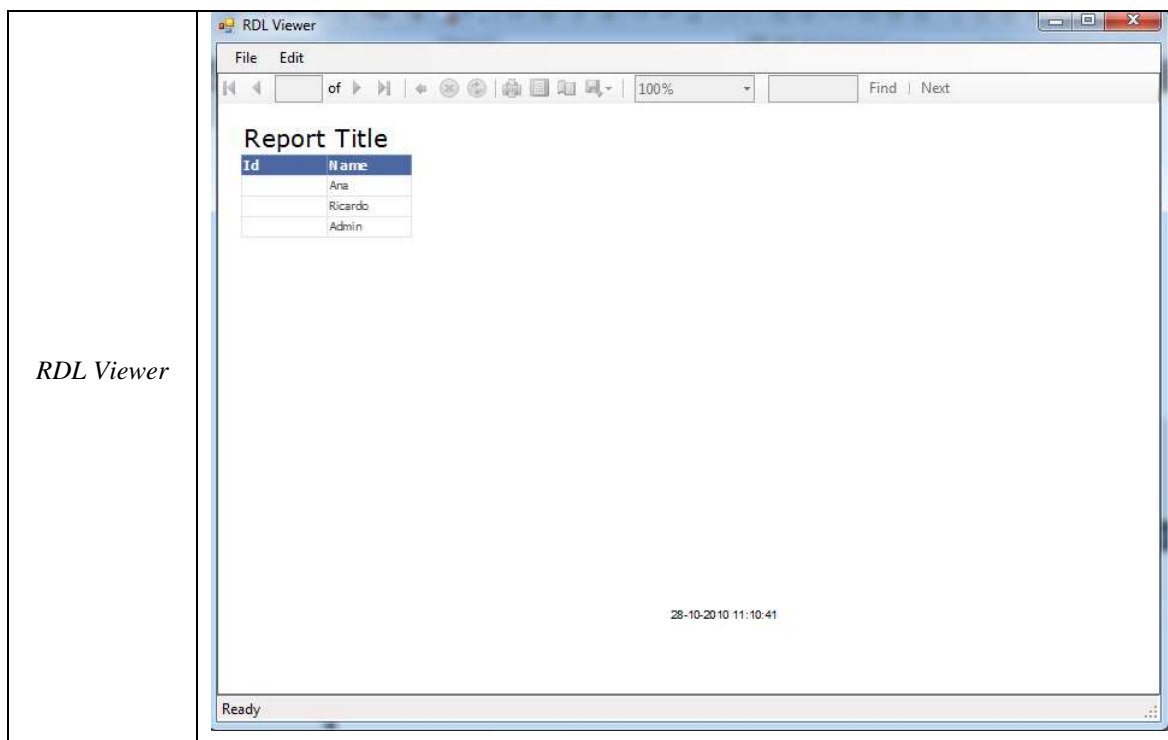 RDL Viewer
File Edit
of 100% Find | Next
Report Title
Id Name
Ana
Ricardo
Admin
RDL Viewer
28-10-2010 11:10:41
Ready